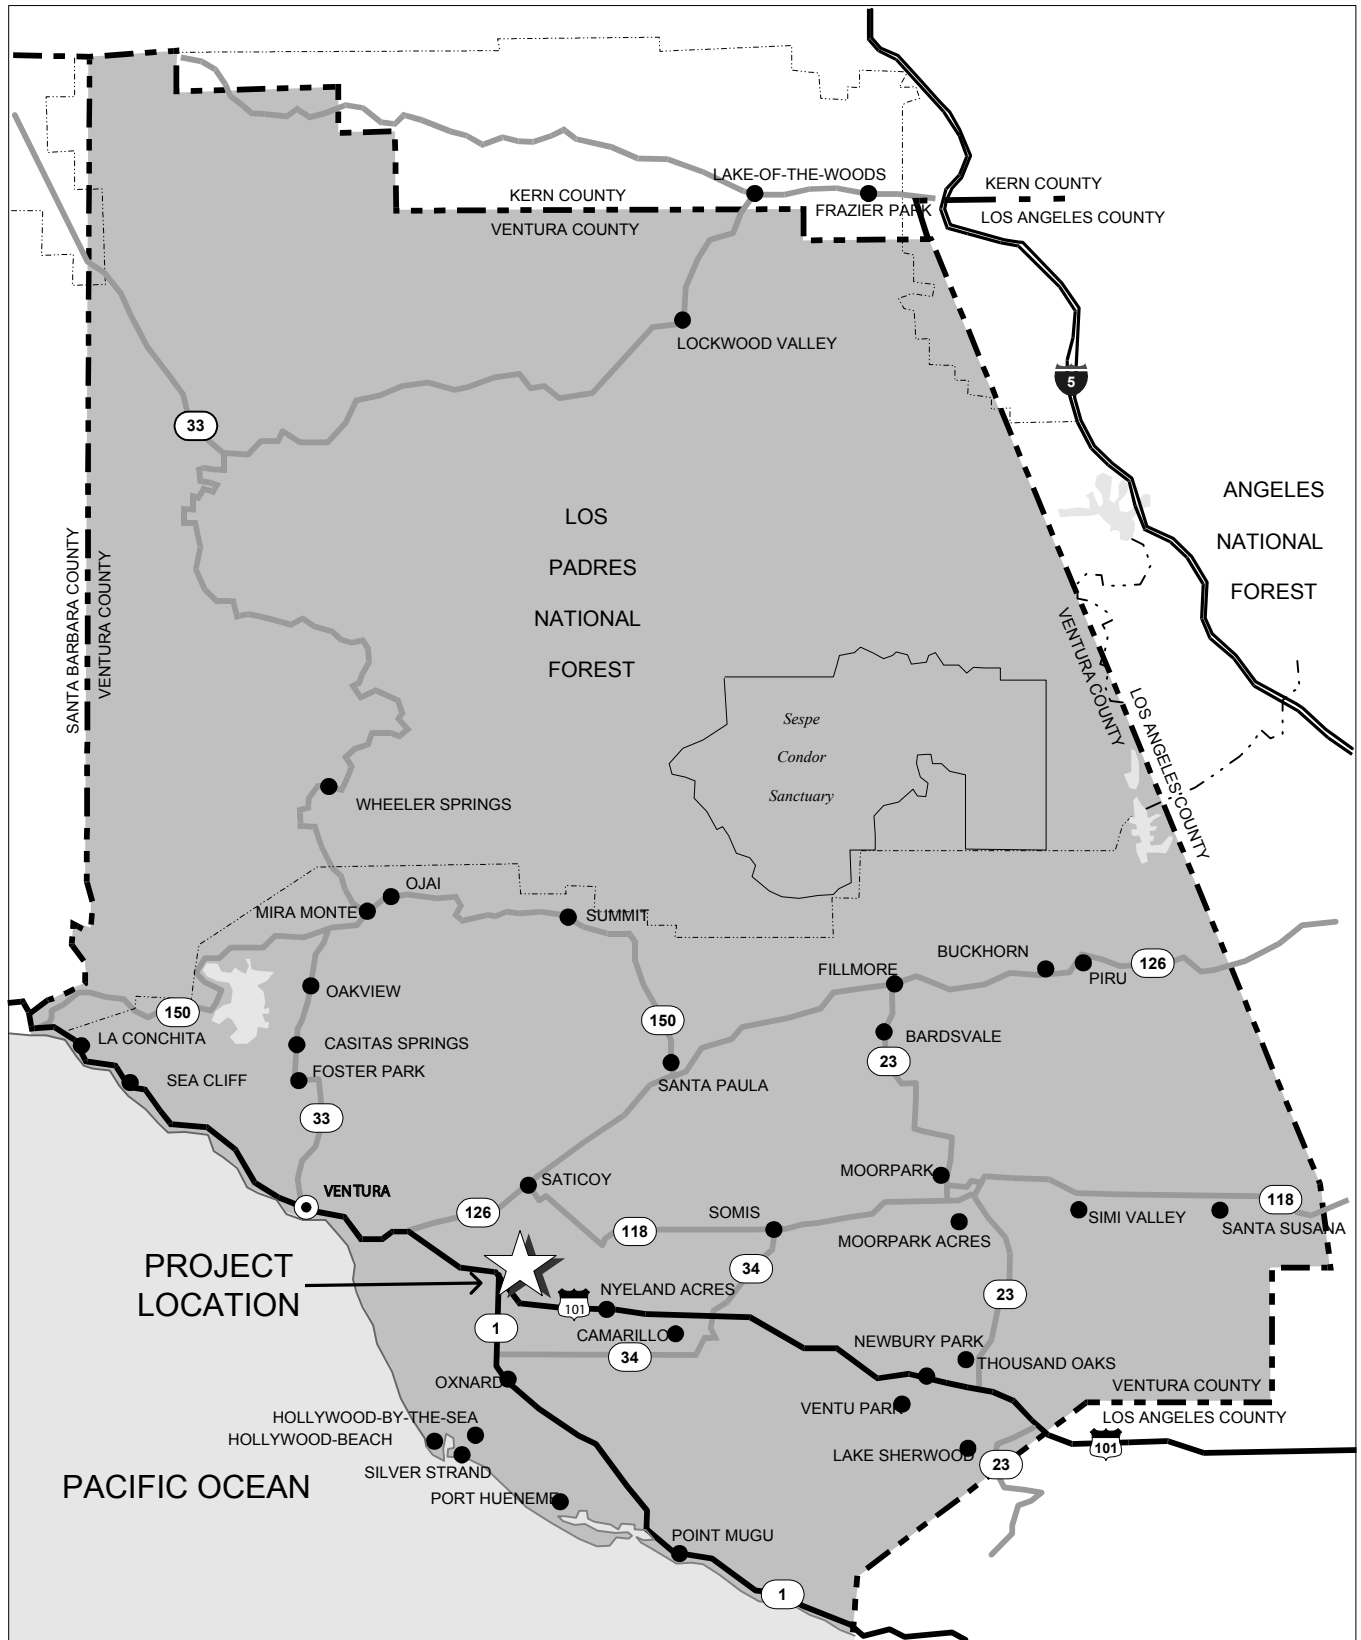 LAKE-OF-THE-WOODS
KERN COUNTY
KERN COUNTY
FRAZIER PARK
LOS ANGELES COUNTY
VENTURA COUNTY
LOCKWOOD VALLEY
5
33
ANGELES
NATIONAL
FOREST
LOS
PADRES
NATIONAL
FOREST
SANTA BARBARA COUNTY
VENTURA COUNTY
VENTURA COUNTY
LOS ANGELES COUNTY
Sespe
Condor
Sanctuary
WHEELER SPRINGS
OJAI
MIRA MONTE
SUMMIT
BUCKHORN
FILLMORE
126
PIRU
OAKVIEW
150
150
LA CONCHITA
CASITAS SPRINGS
BARDSVALE
SEA CLIFF
FOSTER PARK
23
SANTA PAULA
33
MOORPARK
SATICOY
VENTURA
118
126
SOMIS
SIMI VALLEY
SANTA SUSANA
118
MOORPARK ACRES
PROJECT
LOCATION
34
NYELAND ACRES
23
101
1
CAMARILLO
NEWBURY PARK
34
THOUSAND OAKS
OXNARD
VENTURA COUNTY
VENTU PARK
LOS ANGELES COUNTY
HOLLYWOOD-BY-THE-SEA
HOLLYWOOD-BEACH
101
LAKE SHERWOOD
23
SILVER STRAND
PACIFIC OCEAN
PORT HUENEME
POINT MUGU
1